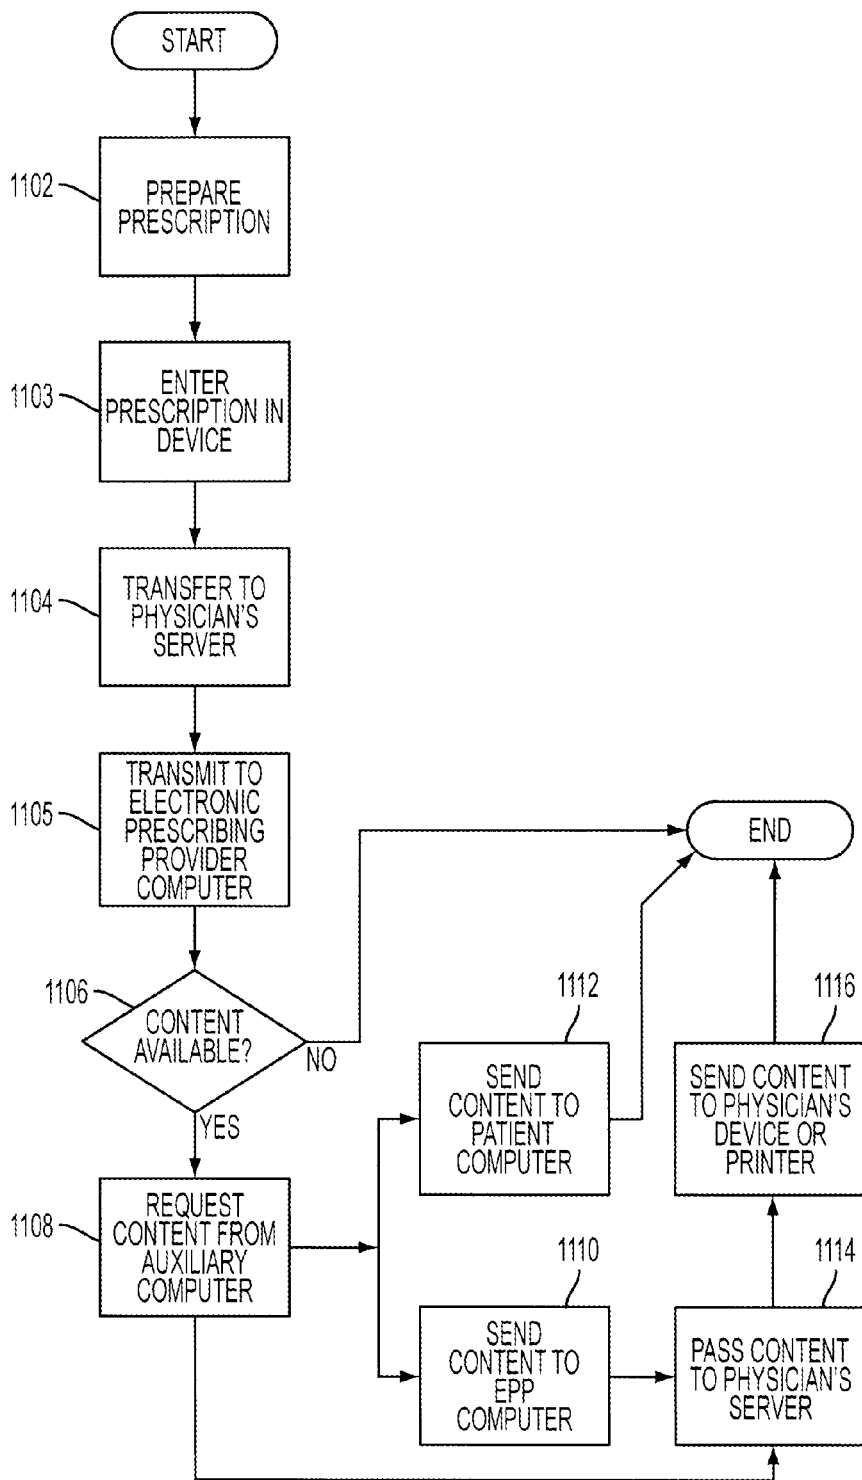 START
1102
PREPARE
PRESCRIPTION
1103
ENTER
PRESCRIPTION IN
DEVICE
1104
TRANSFER TO
PHYSICIAN'S
SERVER
1105
TRANSMIT TO
ELECTRONIC
PRESCRIBING
PROVIDER
COMPUTER
END
1106
CONTENT
AVAILABLE?
NO
YES
1112
SEND
CONTENT TO
PATIENT
COMPUTER
1116
SEND CONTENT
TO PHYSICIAN'S
DEVICE OR
PRINTER
1108
REQUEST
CONTENT FROM
AUXILIARY
COMPUTER
1110
SEND
CONTENT TO
EPP
COMPUTER
1114
PASS CONTENT
TO PHYSICIAN'S
SERVER